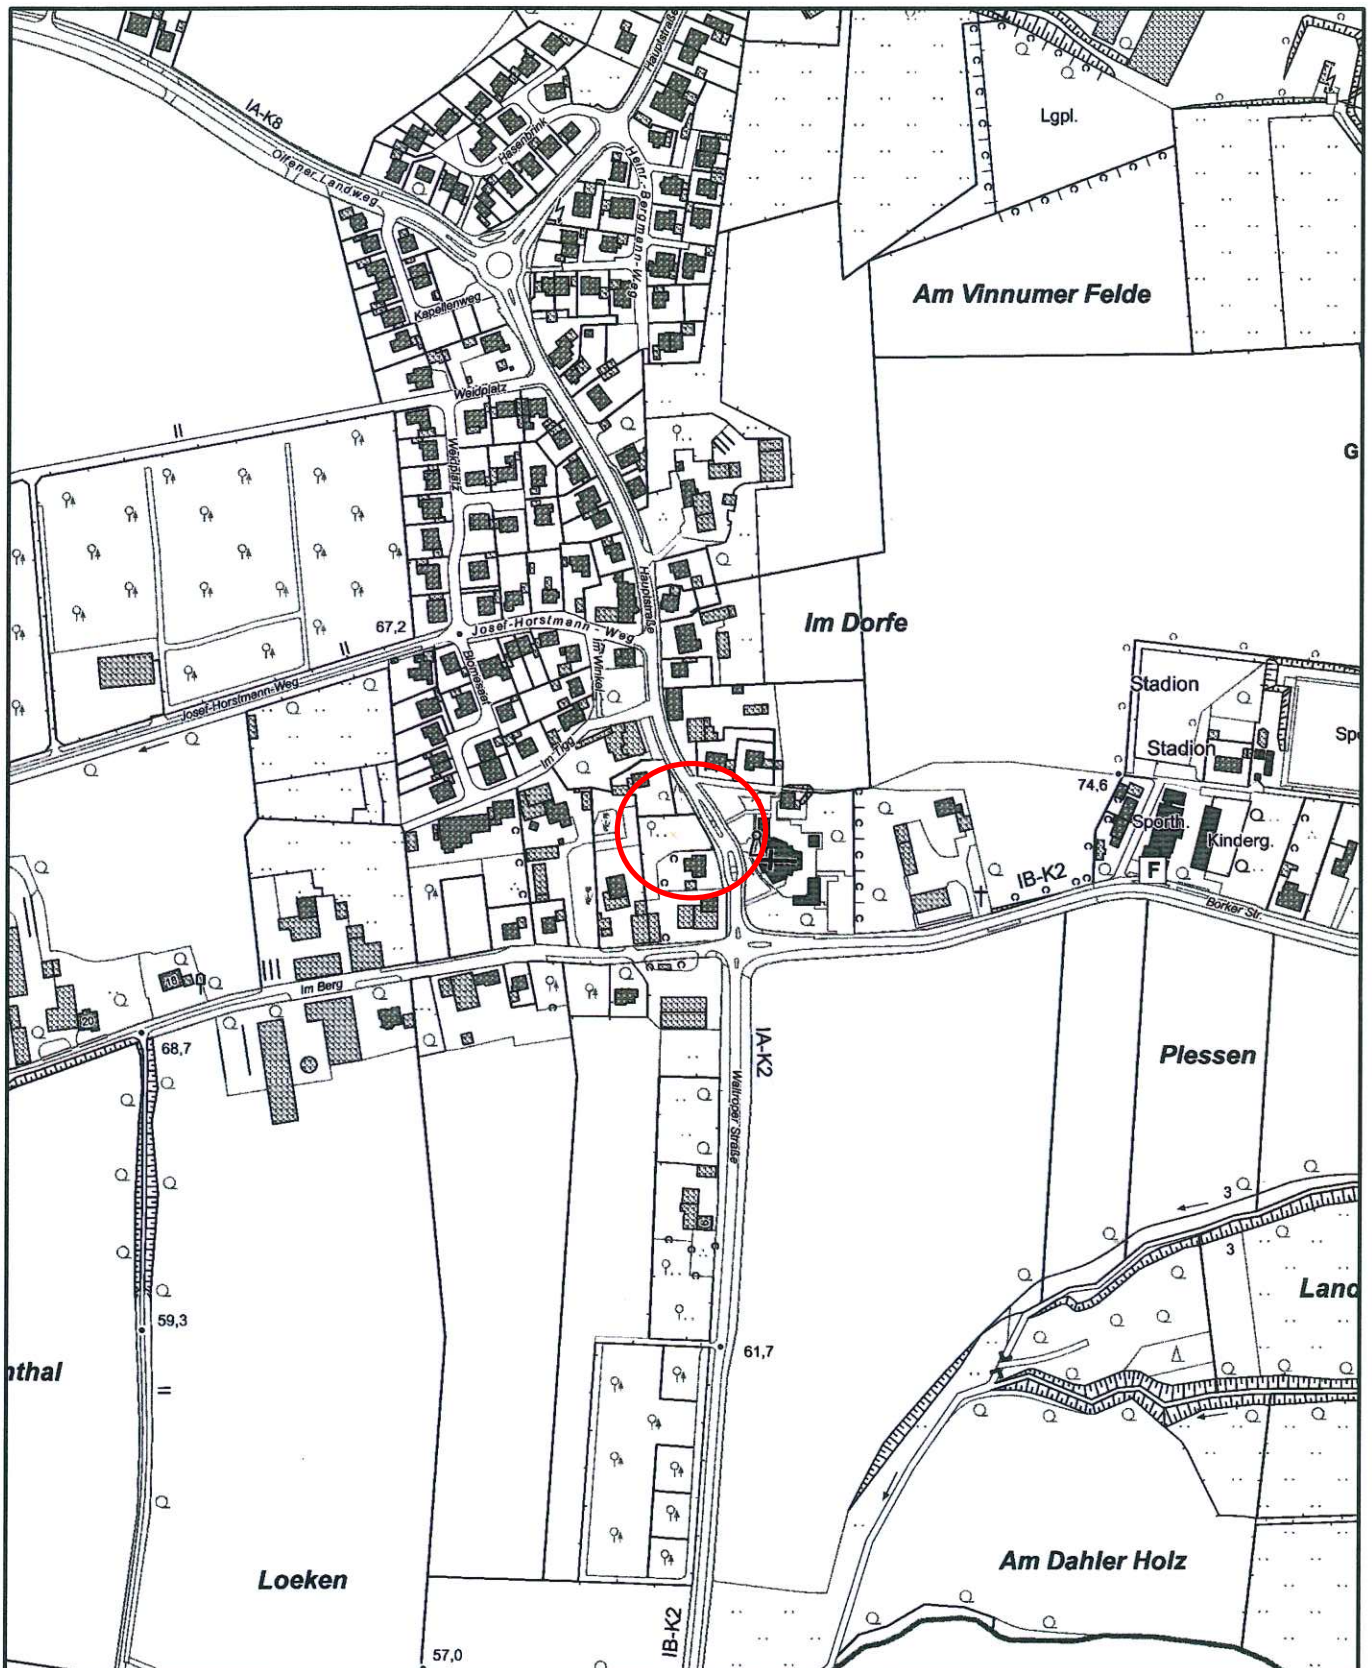 Hauptstraße
IA-K8
Lgpl.
Hasenbrink
Olfener Landweg
Heinr.-Bergmann-Weg
Am Vinnumer Felde
Kapellenweg
Weidplatz
Weidplatz
G
Hauptstraße
Im Dorfe
67,2
Josef-Horstmann-Weg
Im Winkel
Stadion
Josef-Horstmann-Weg
Im Tigg
Stadion
Spo
74,6
Sporth.
Kinderg.
IB-K2
F
Borker Str.
18
Im Berg
20
68,7
IA-K2
Plessen
Waltroper Straße
3
3
9
Land
59,3
61,7
nthal
Am Dahler Holz
Loeken
IB-K2
57,0